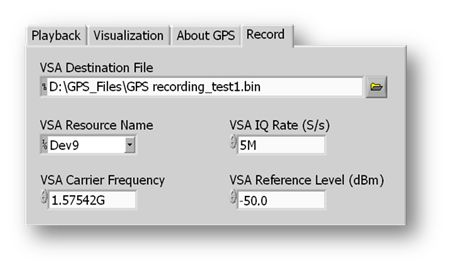 Playback Visualization About GPS Record
VSA Destination File
D:\GPS_Files\GPS recording_test1.bin
VSA Resource Name VSA IQ Rate (S/s)
Dev9 5M
VSA Carrier Frequency VSA Reference Level (dBm)
1.57542G -50.0